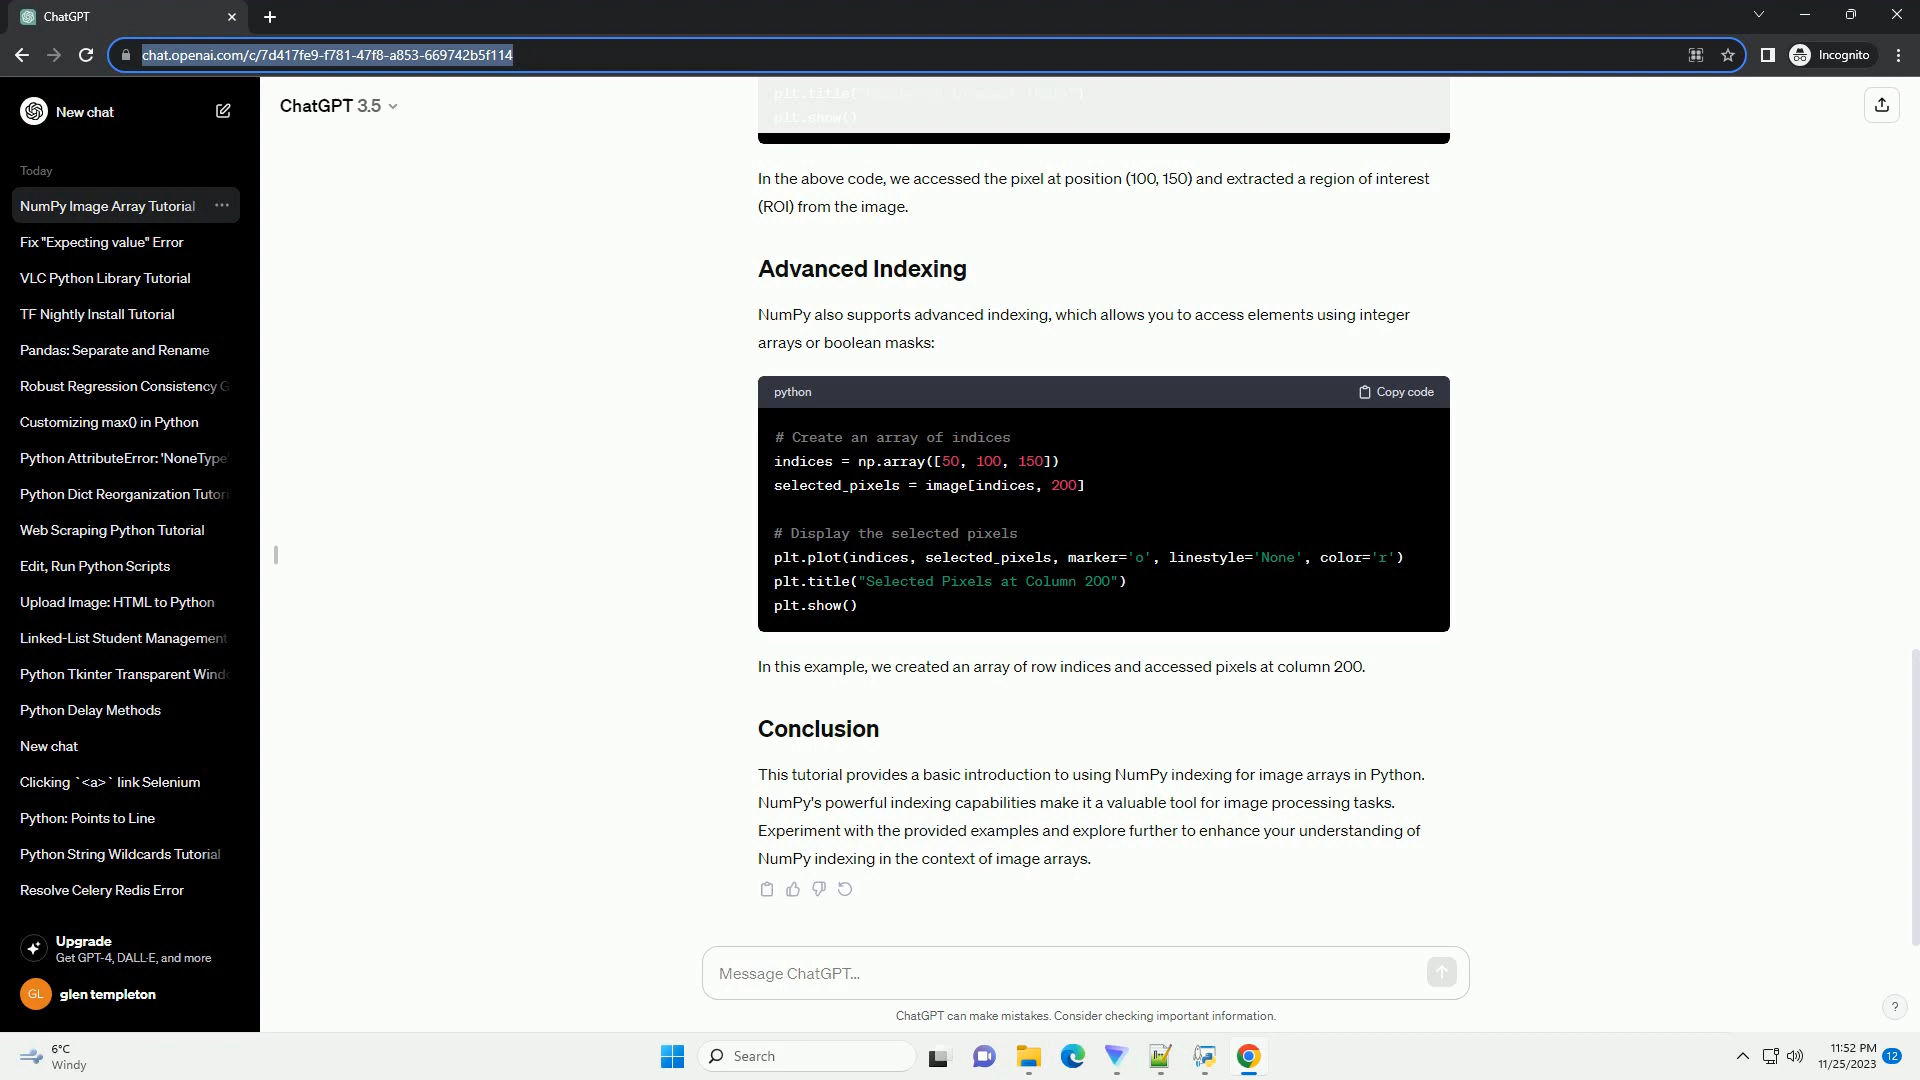 ChatGPT
chat.openai.com/c/7d417fe9-f781-47f8-a853-669742b5f114
Incognito
New chat
Today
NumPy Image Array Tutorial
Fix "Expecting value" Error
VLC Python Library Tutorial
TF Nightly Install Tutorial
Pandas: Separate and Rename
Robust Regression Consistency G
Customizing max() in Python
Python AttributeError: 'NoneType'
Python Dict Reorganization Tutori
Web Scraping Python Tutorial
Edit, Run Python Scripts
Upload Image: HTML to Python
Linked-List Student Management
Python Tkinter Transparent Windo
Python Delay Methods
New chat
Clicking `<a>` link Selenium
Python: Points to Line
Python String Wildcards Tutorial
Resolve Celery Redis Error
Upgrade
Get GPT-4, DALL·E, and more
GL glen templeton
ChatGPT 3.5
plt.title(
plt.show()
In the above code, we accessed the pixel at position (100, 150) and extracted a region of interest
(ROI) from the image.
Advanced Indexing
NumPy also supports advanced indexing, which allows you to access elements using integer
arrays or boolean masks:
python Copy code
# Create an array of indices
indices = np.array([50, 100, 150])
selected_pixels = image[indices, 200]
# Display the selected pixels
plt.plot(indices, selected_pixels, marker='o', linestyle='None', color='r')
plt.title("Selected Pixels at Column 200")
plt.show()
In this example, we created an array of row indices and accessed pixels at column 200.
Conclusion
This tutorial provides a basic introduction to using NumPy indexing for image arrays in Python.
NumPy's powerful indexing capabilities make it a valuable tool for image processing tasks.
Experiment with the provided examples and explore further to enhance your understanding of
NumPy indexing in the context of image arrays.
Message ChatGPT...
ChatGPT can make mistakes. Consider checking important information.
?
6°C
Windy
Search
11:52 PM
11/25/2023
12